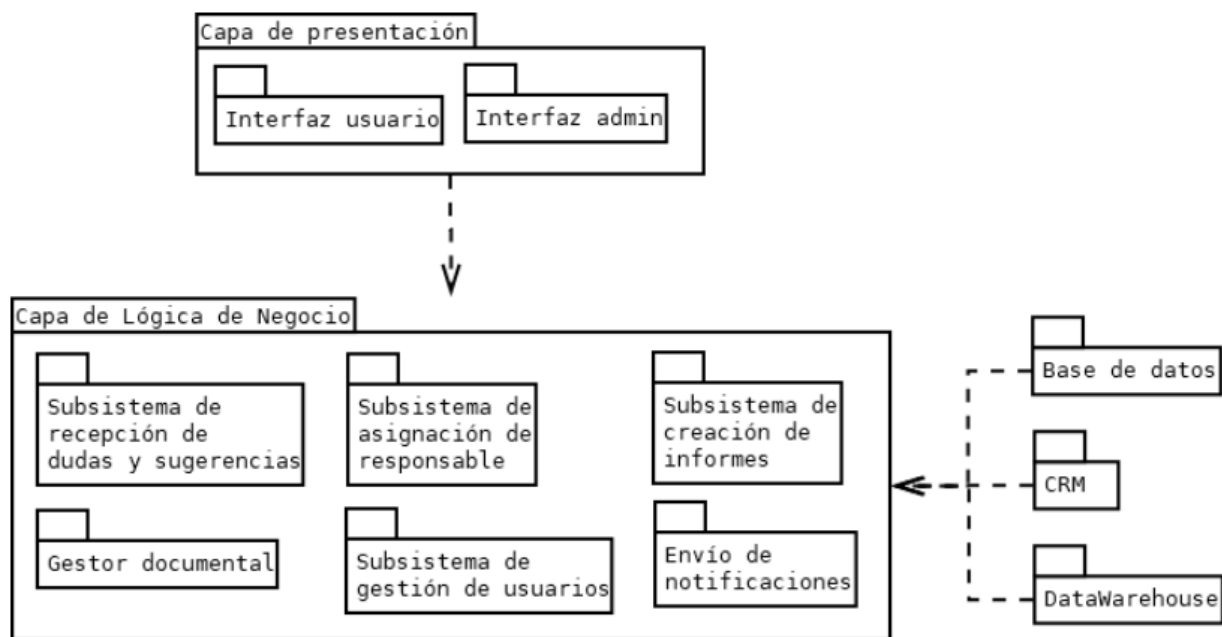 Capa de presentación
Interfaz usuario
Interfaz admin
Capa de Lógica de Negocio
Subsistema de
recepción de
dudas y sugerencias
Subsistema de
asignación de
responsable
Subsistema de
creación de
informes
Gestor documental
Subsistema de
gestión de usuarios
Envío de
notificaciones
Base de datos
CRM
DataWarehouse